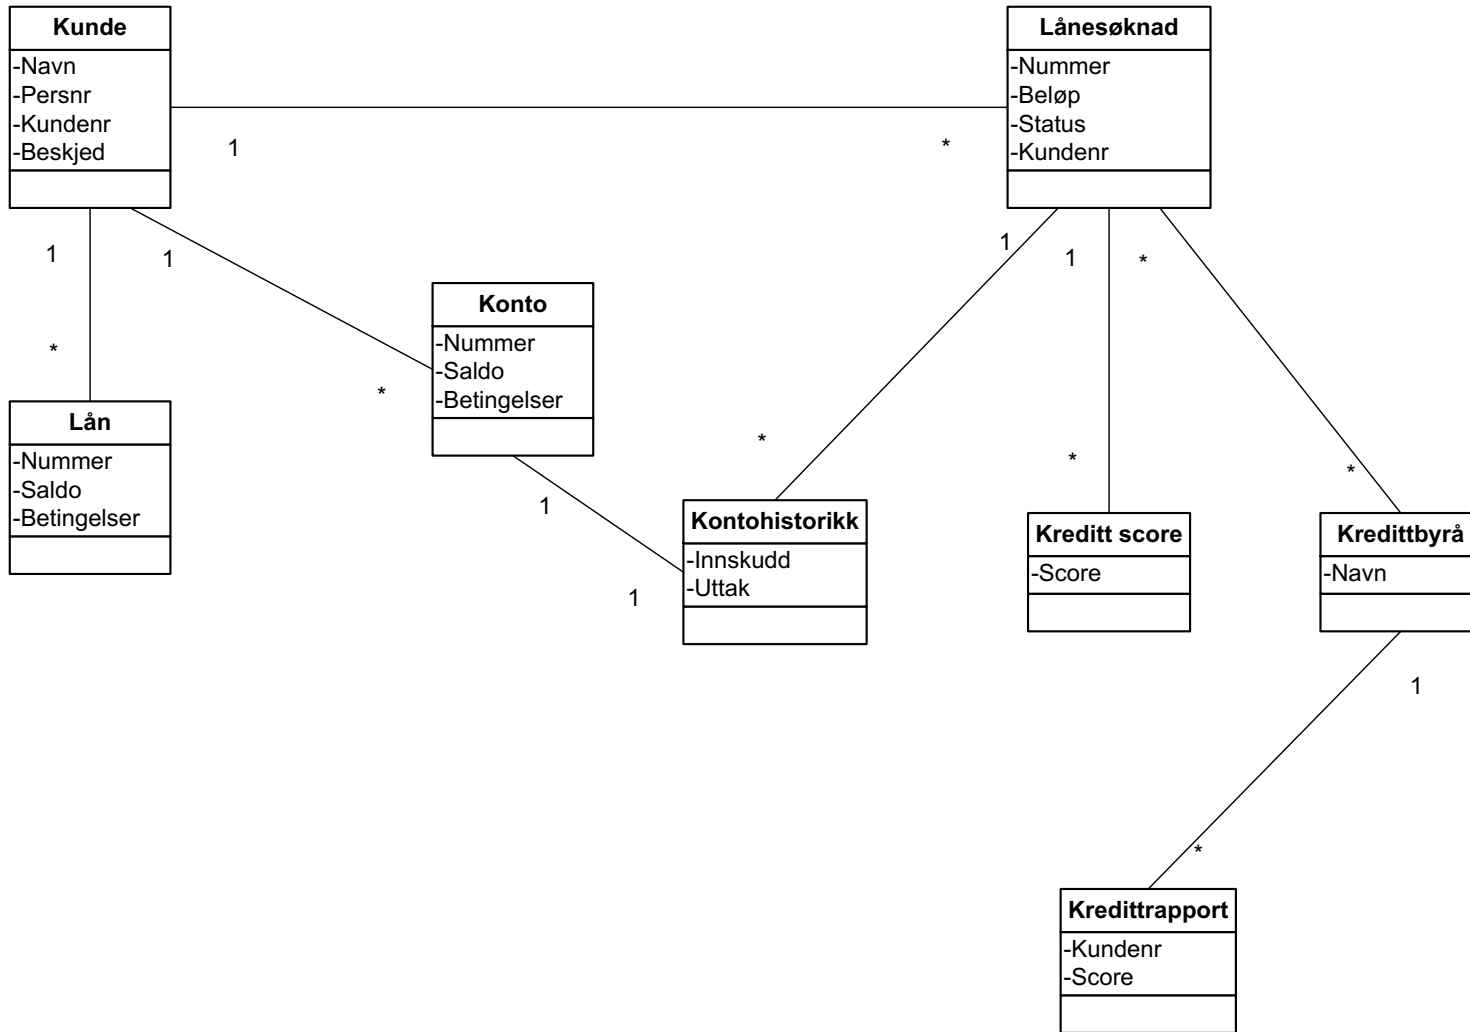 Kunde
-Navn
-Persnr
-Kundenr
-Beskjed
1
*
Lånesøknad
-Nummer
-Beløp
-Status
-Kundenr
1
*
1
*
Lån
-Nummer
-Saldo
-Betingelser
Konto
-Nummer
-Saldo
-Betingelser
1
1
1
*
Kontohistorikk
-Innskudd
-Uttak
1
*
Kreditt score
-Score
*
*
Kredittbyrå
-Navn
1
*
Kredittrapport
-Kundenr
-Score